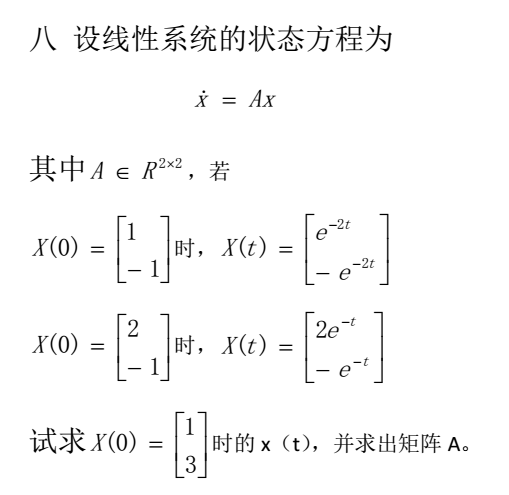 八 设线性系统的状态方程为
ẋ = Ax
其中 A ∈ R^{2×2}，若
X(0) = [1; −1] 时，X(t) = [e^{−2t}; −e^{−2t}]
X(0) = [2; −1] 时，X(t) = [2e^{−t}; −e^{−t}]
试求 X(0) = [1; 3] 时的 x（t），并求出矩阵 A。